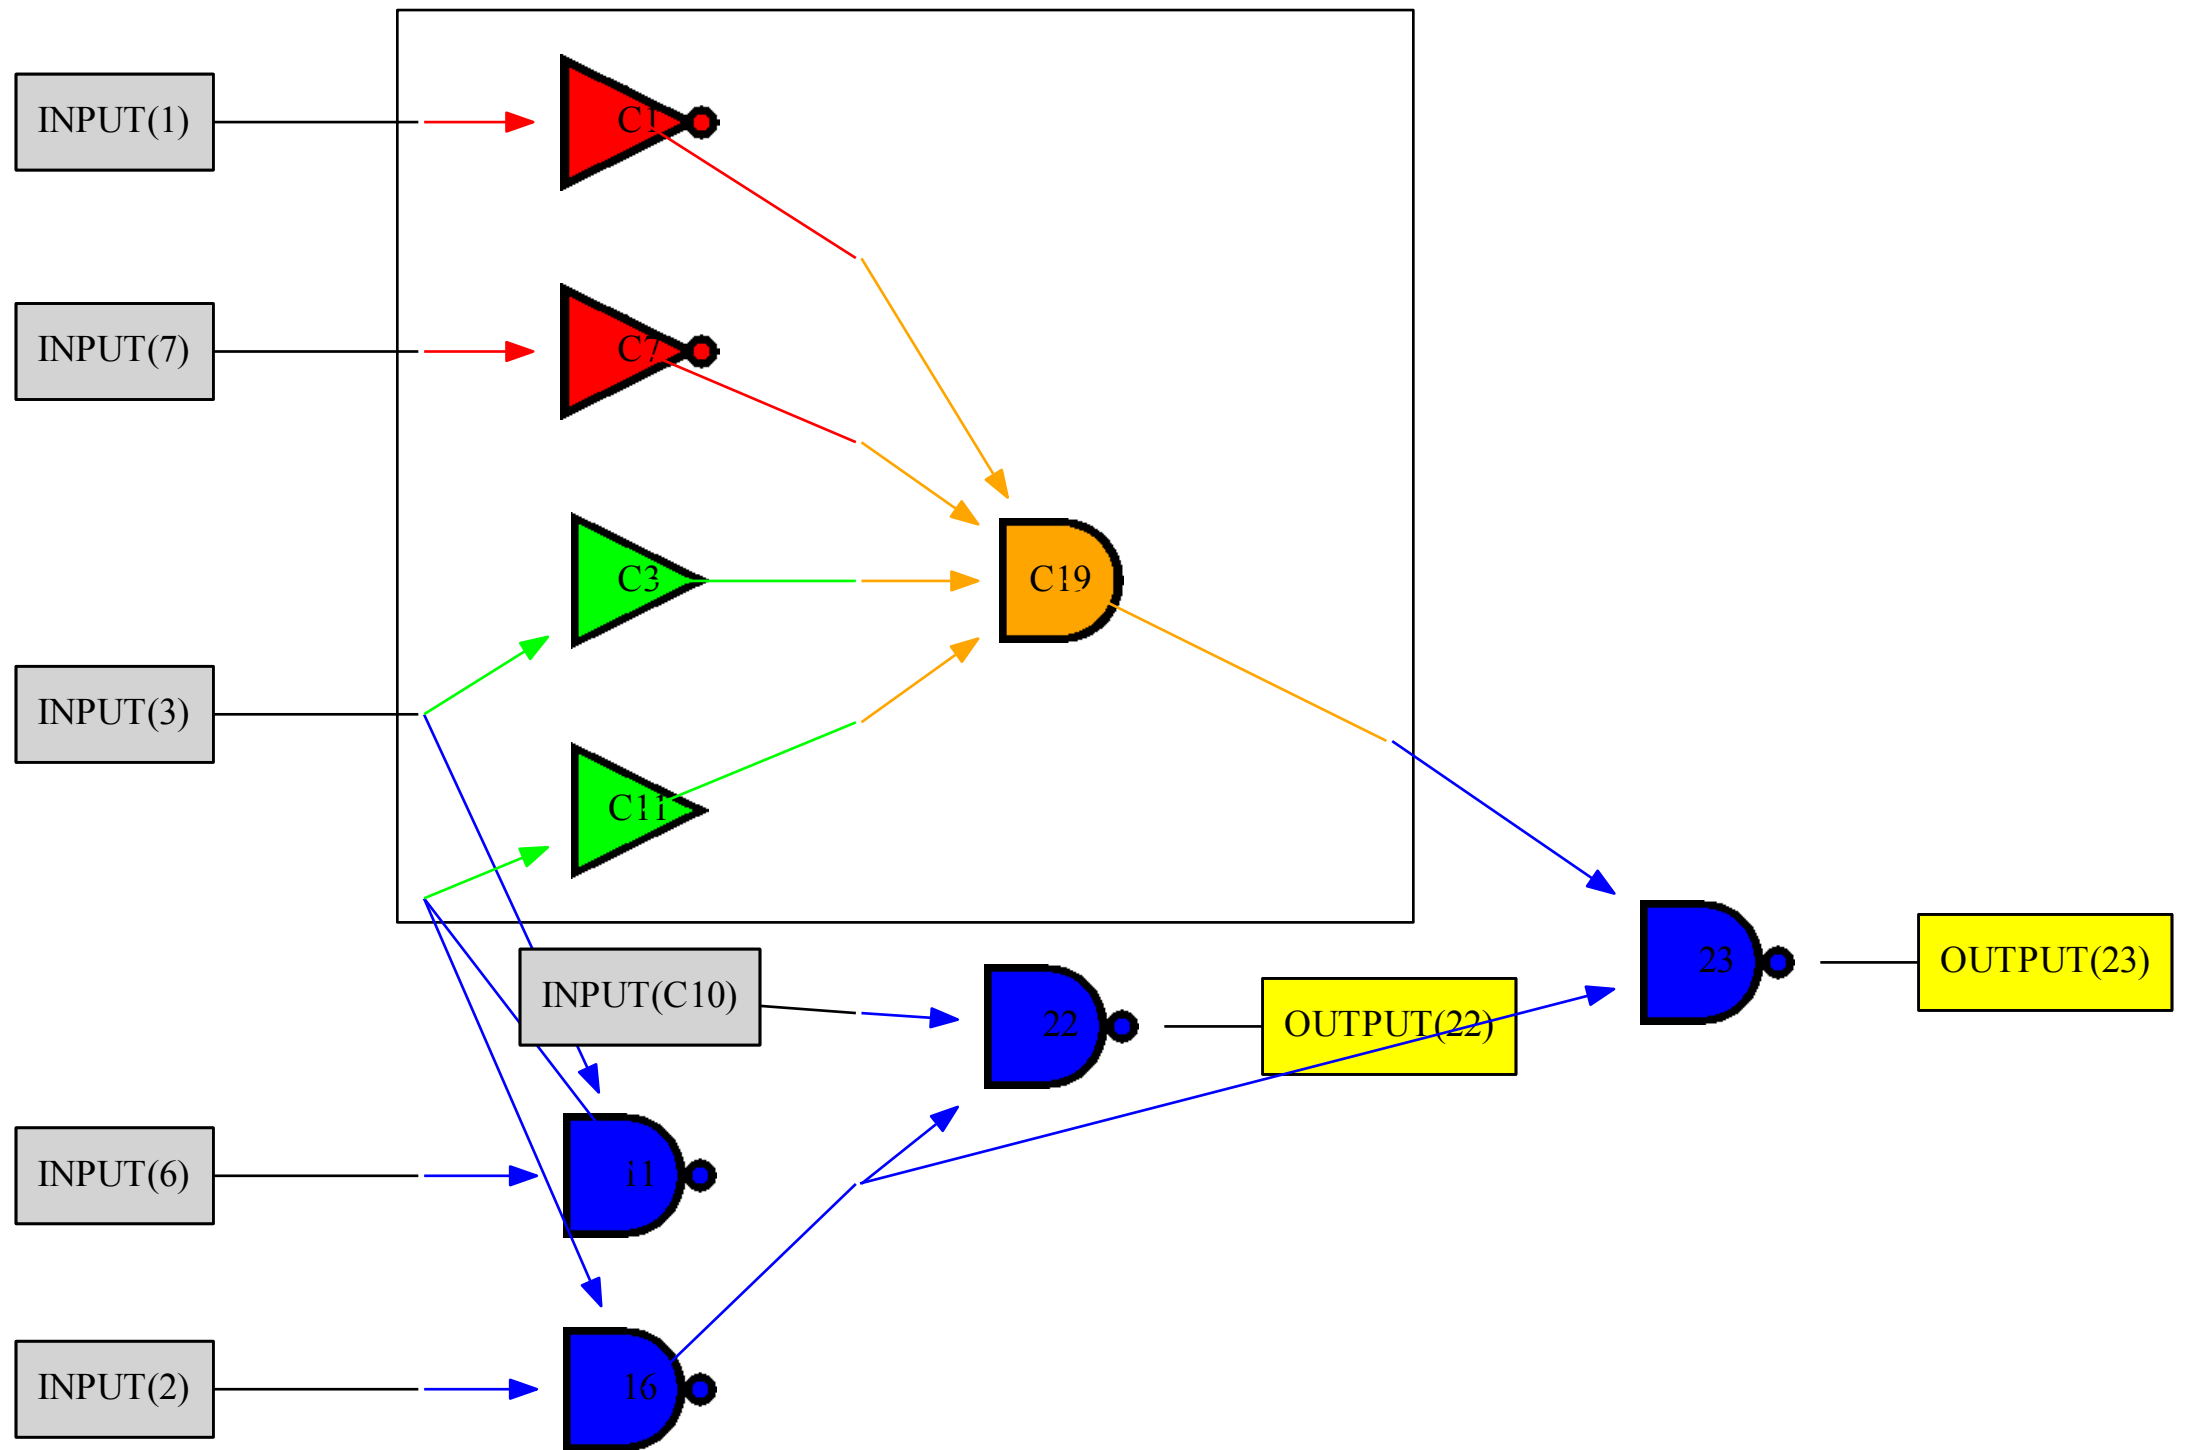 INPUT(1)
C1
INPUT(7)
C7
C3
C19
INPUT(3)
C11
23
OUTPUT(23)
INPUT(C10)
22
OUTPUT(22)
INPUT(6)
11
INPUT(2)
16